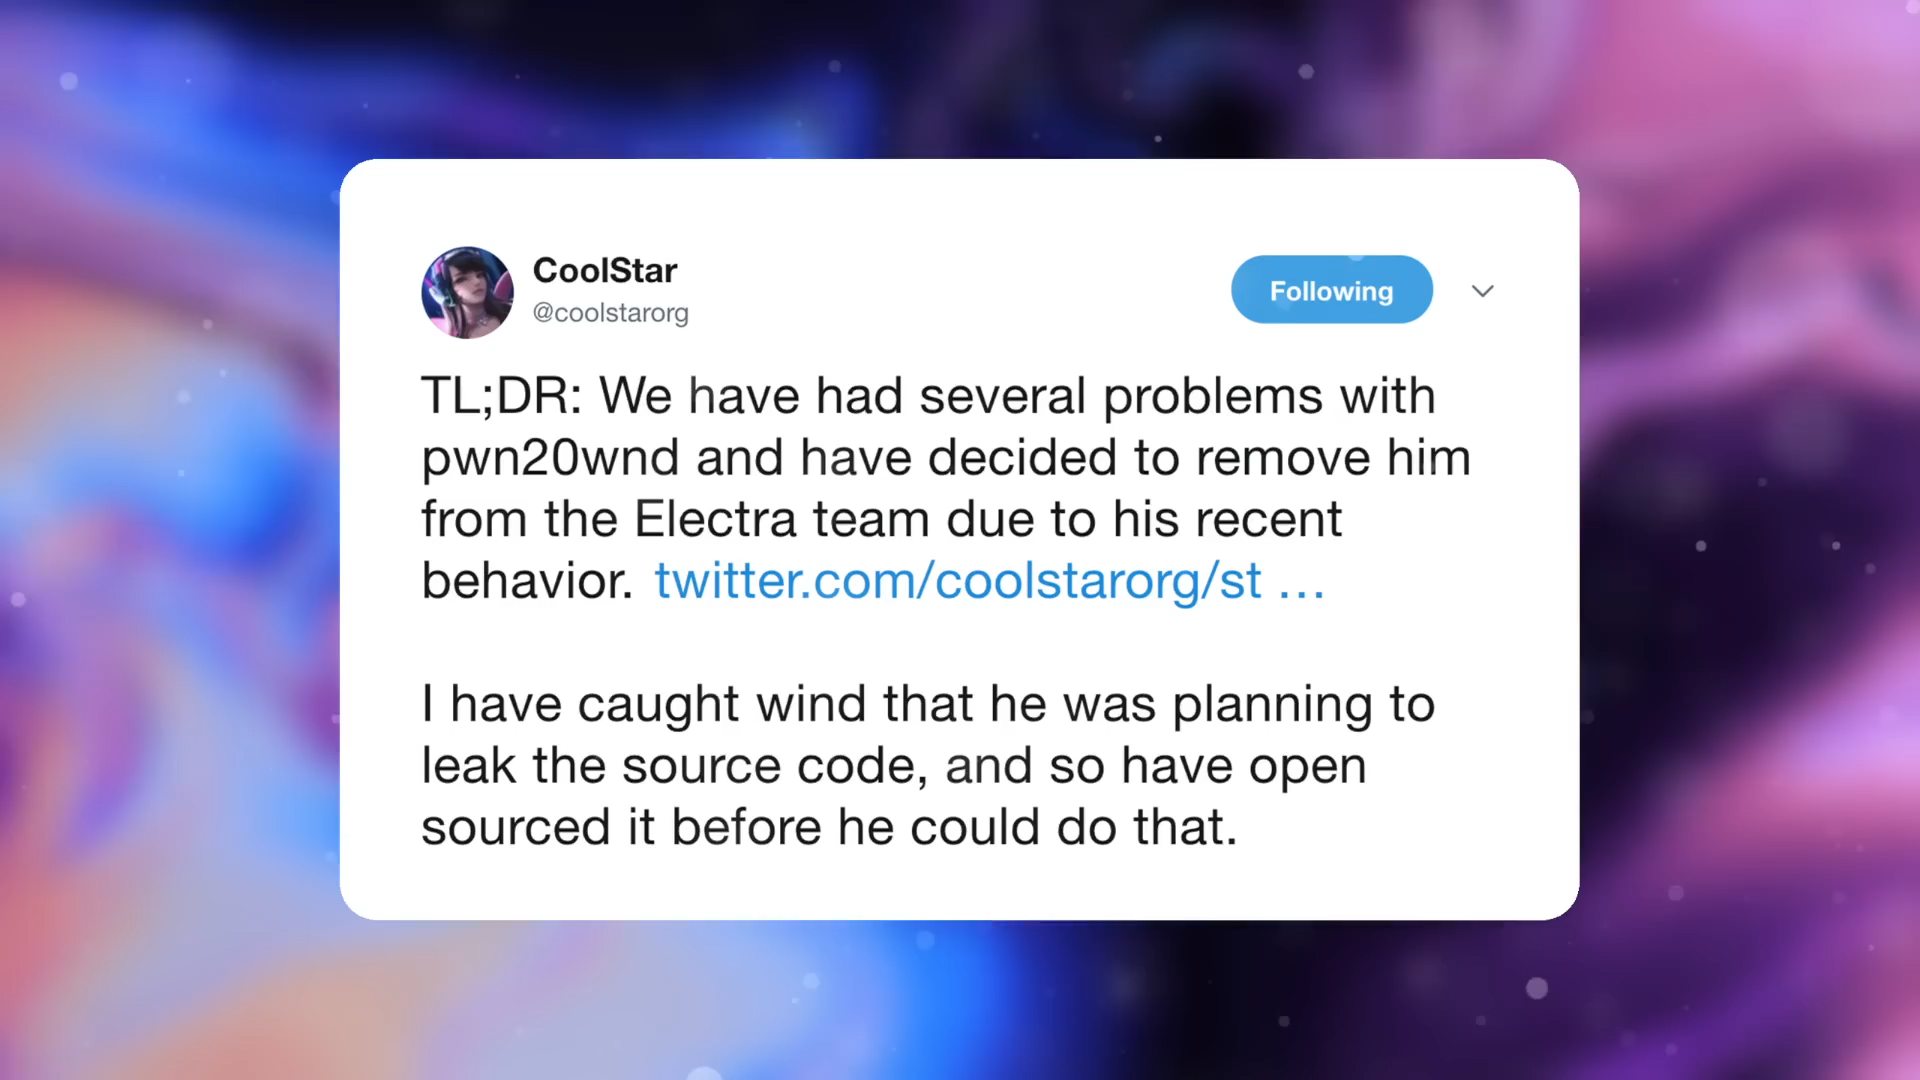 CoolStar
@coolstarorg
Following
TL;DR: We have had several problems with
pwn20wnd and have decided to remove him
from the Electra team due to his recent
behavior. twitter.com/coolstarorg/st ...
I have caught wind that he was planning to
leak the source code, and so have open
sourced it before he could do that.